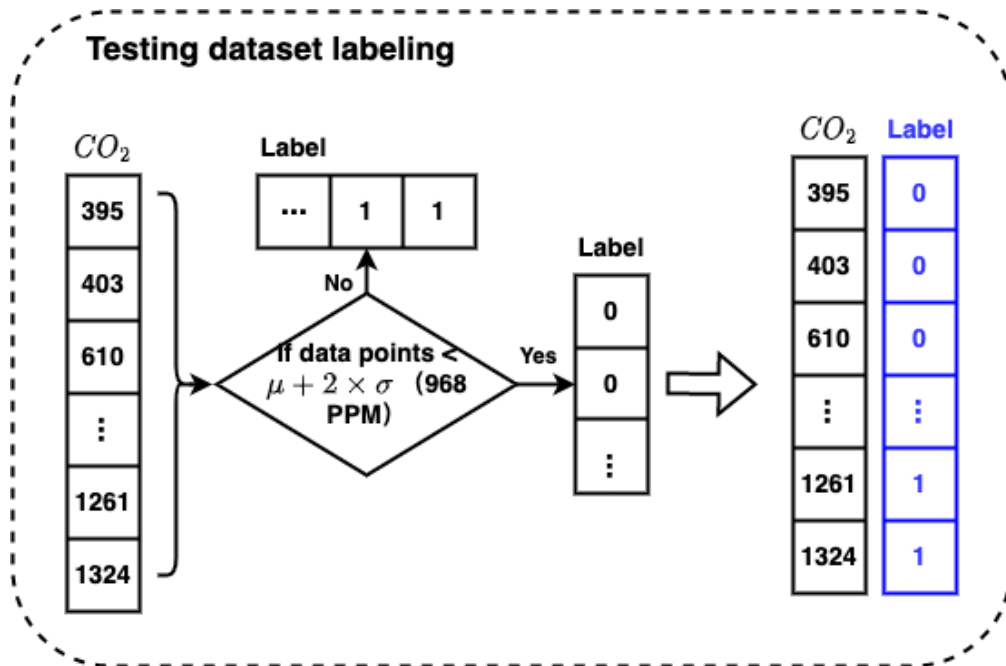 Testing dataset labeling
CO₂
395
403
610
⋮
1261
1324
Label
... 1 1
No
If data points <
μ + 2 × σ (968
PPM)
Yes
Label
0
0
⋮
CO₂ Label
395 0
403 0
610 0
⋮ ⋮
1261 1
1324 1